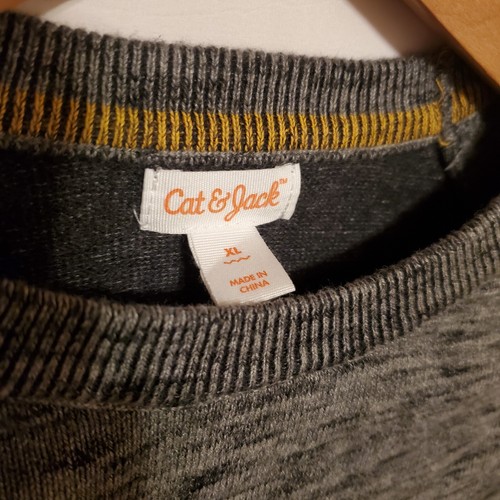 Cat & Jack™
XL
MADE IN
CHINA